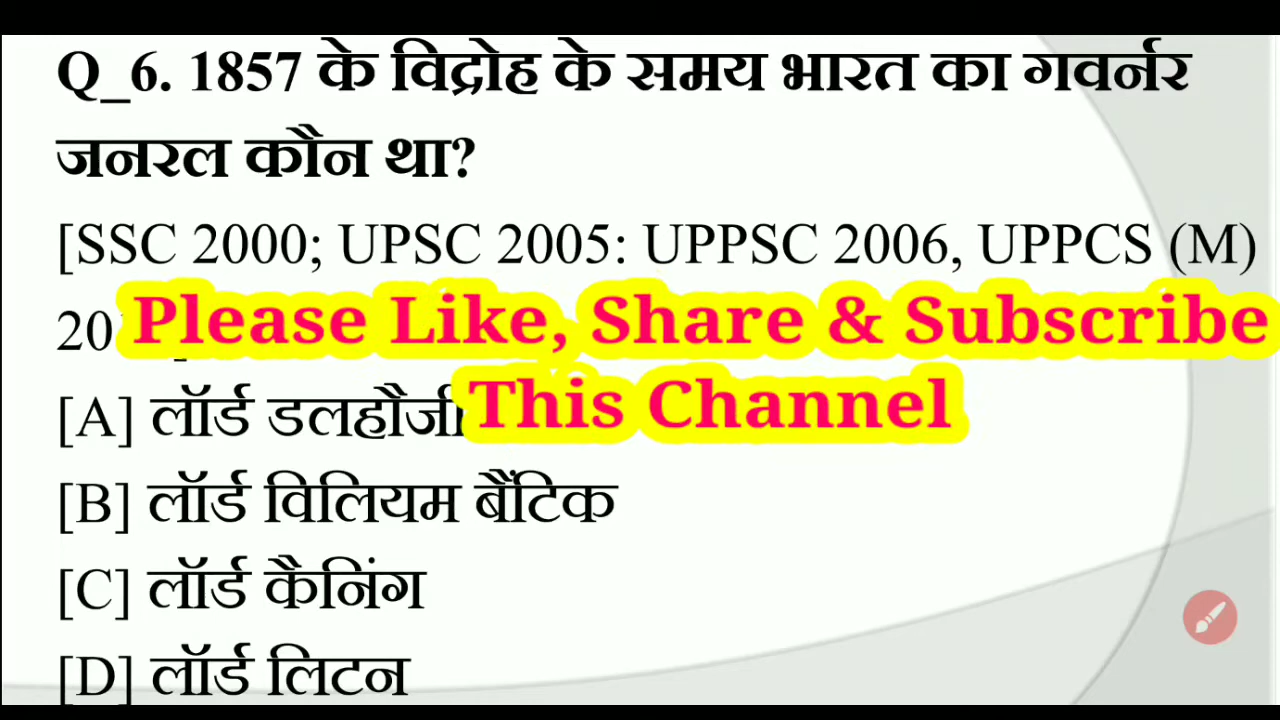 Q_6. 1857 के विद्रोह के समय भारत का गवर्नर
जनरल कौन था?
[SSC 2000; UPSC 2005: UPPSC 2006, UPPCS (M)
20
Please Like, Share & Subscribe
This Channel
[A] लॉर्ड डलहौजी
[B] लॉर्ड विलियम बैंटिक
[C] लॉर्ड कैनिंग
[D] लॉर्ड लिटन